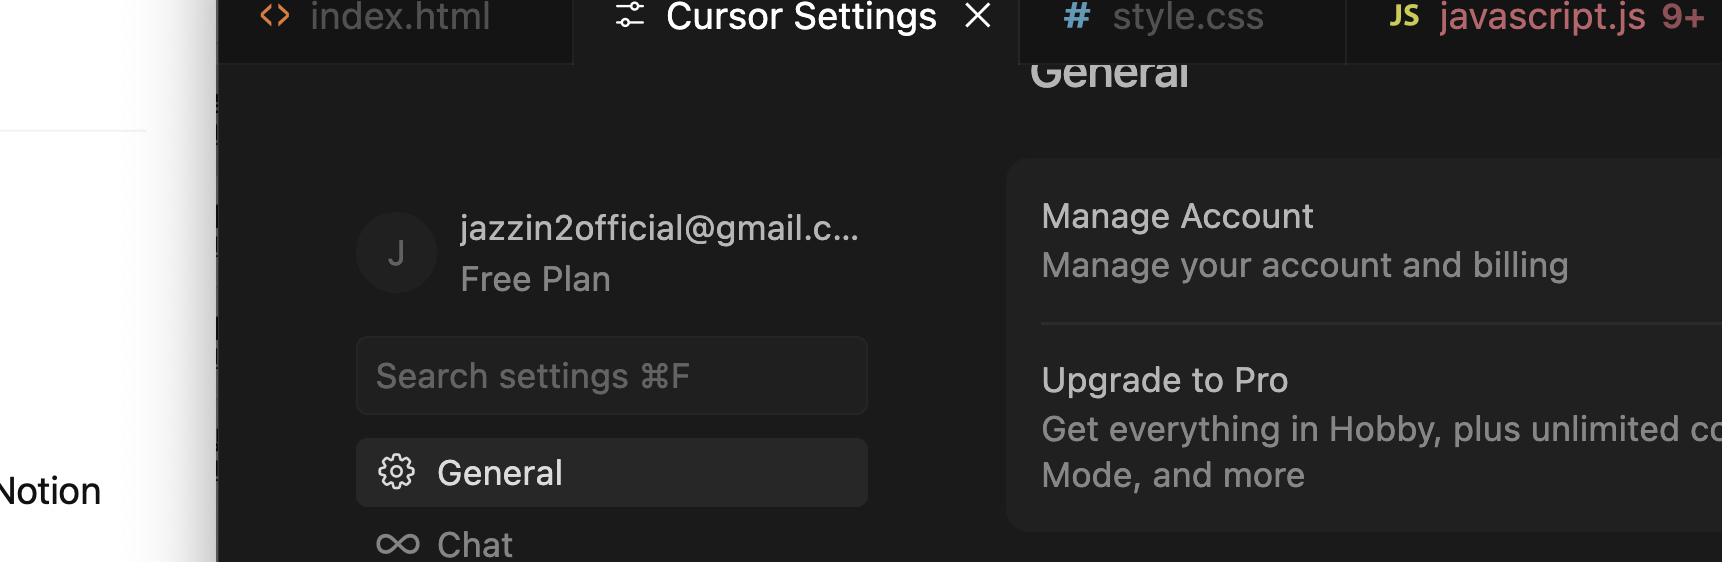 index.html
Cursor Settings
style.css
JS javascript.js 9+
General
jazzin2official@gmail.c...
Free Plan
Search settings ⌘F
General
Chat
Manage Account
Manage your account and billing
Upgrade to Pro
Get everything in Hobby, plus unlimited
Mode, and more
Notion